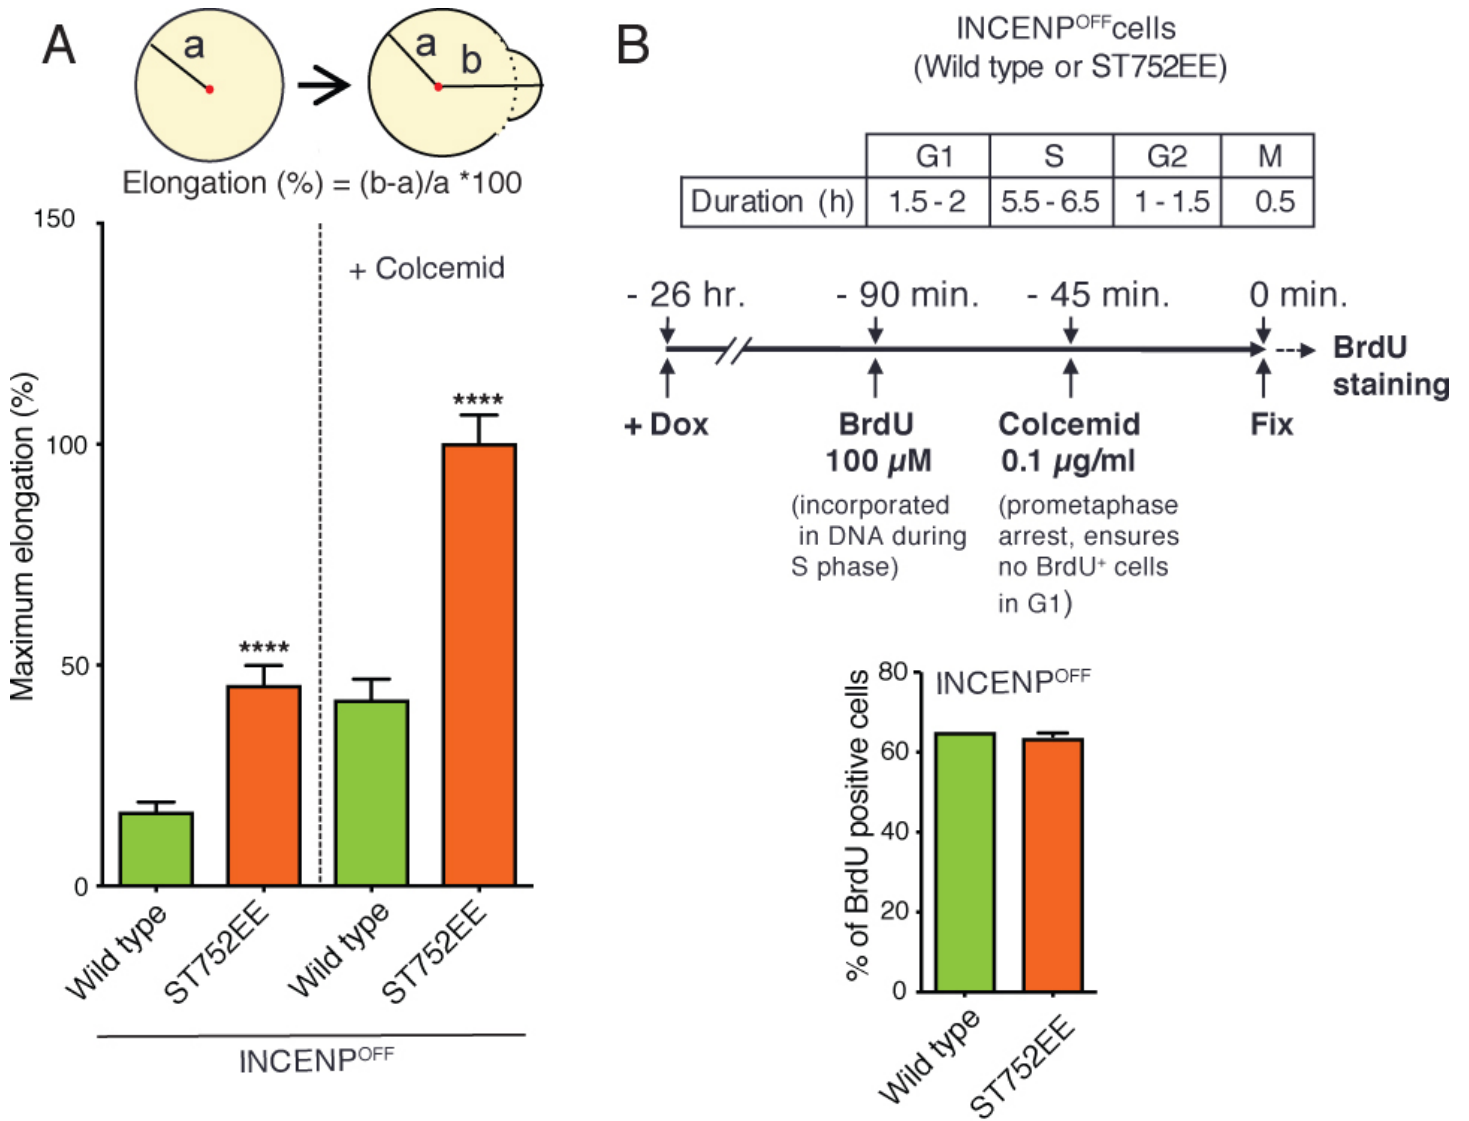 A
a
a
b
Elongation (%) = (b-a)/a *100
Maximum elongation (%)
150
100
50
0
+ Colcemid
****
****
Wild type
ST752EE
Wild type
ST752EE
INCENPOFF
B
INCENPOFF cells
(Wild type or ST752EE)
G1 S G2 M
Duration (h) 1.5 - 2 5.5 - 6.5 1 - 1.5 0.5
- 26 hr. - 90 min. - 45 min. 0 min.
BrdU
staining
+ Dox BrdU Colcemid Fix
100 µM 0.1 µg/ml
(incorporated
in DNA during
S phase)
(prometaphase
arrest, ensures
no BrdU+ cells
in G1)
% of BrdU positive cells
80
60
40
20
0
INCENPOFF
Wild type
ST752EE